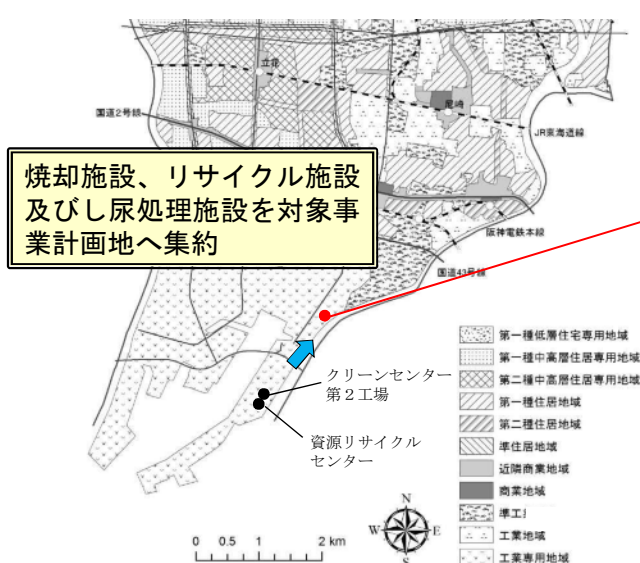 立花
尼崎
国道2号線
JR東海道線
焼却施設、リサイクル施設
及びし尿処理施設を対象事
業計画地へ集約
阪神電鉄本線
国道43号線
クリーンセンター
第２工場
資源リサイクル
センター
第一種低層住宅専用地域
第一種中高層住居専用地域
第二種中高層住居専用地域
第一種住居地域
第二種住居地域
準住居地域
近隣商業地域
商業地域
準工
工業地域
工業専用地域
N
W E
S
0 0.5 1 2 km